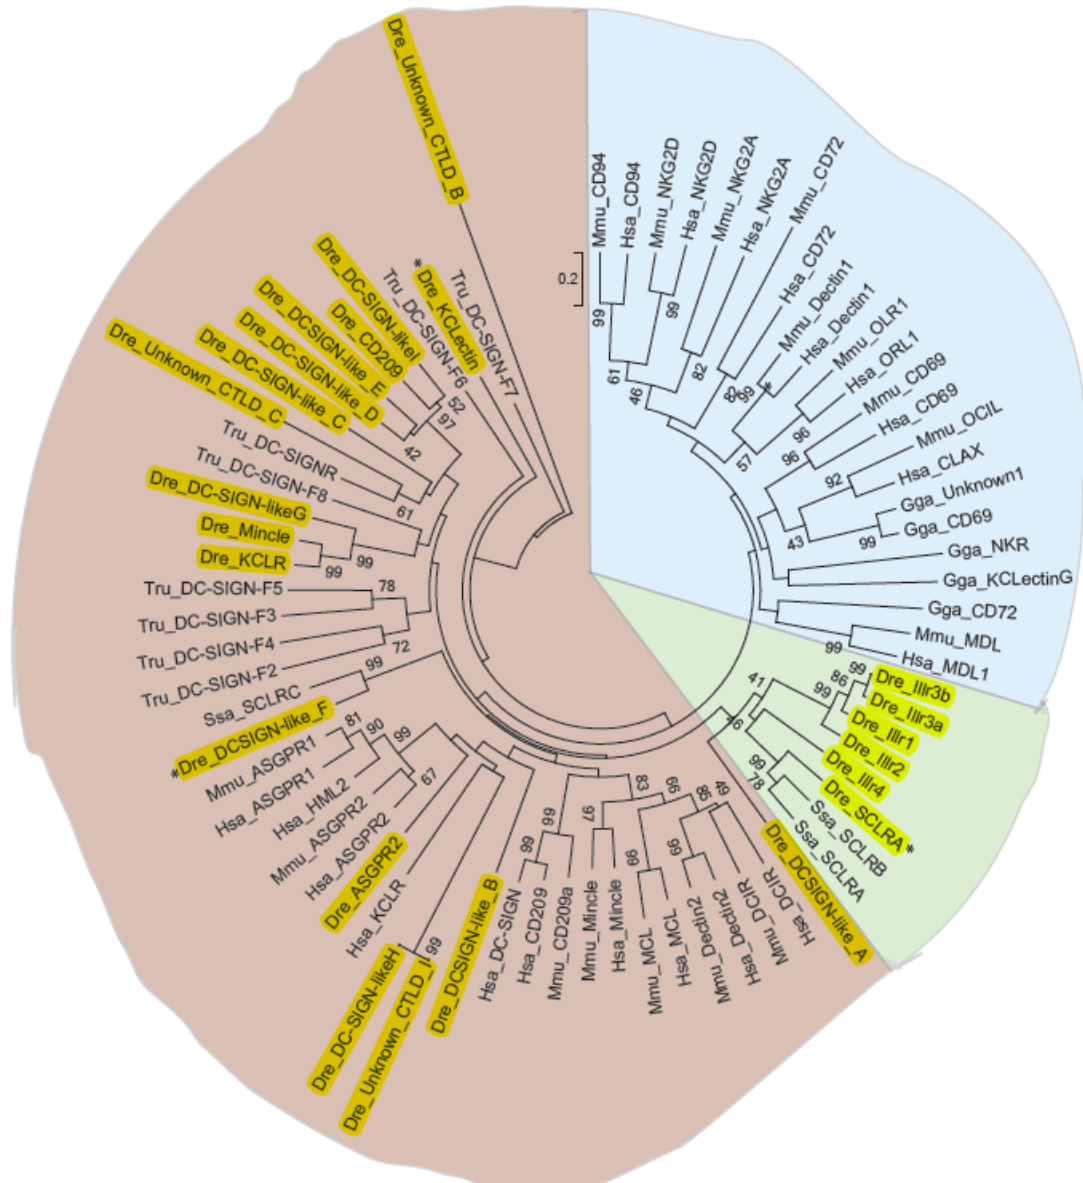 Mmu_CD94
Hsa_CD94
Mmu_NKG2D
Hsa_NKG2D
Mmu_NKG2A
Hsa_NKG2A
Mmu_CD72
Hsa_CD72
Mmu_Dectin1
Hsa_Dectin1
Mmu_OLR1
Hsa_ORL1
Mmu_CD69
Hsa_CD69
Mmu_OCIL
Hsa_CLAX
Gga_Unknown1
Gga_CD69
Gga_NKR
Gga_KCLectinG
Gga_CD72
Mmu_MDL
Hsa_MDL1
Dre_Illr3b
Dre_Illr3a
Dre_Illr1
Dre_Illr2
Dre_Illr4
Dre_SCLRA*
Ssa_SCLRB
Ssa_SCLRA
Dre_DCSIGN-like_A
Hsa_DCIR
Mmu_DCIR
Hsa_Dectin2
Mmu_Dectin2
Hsa_MCL
Mmu_MCL
Hsa_Mincle
Mmu_Mincle
Mmu_CD209a
Hsa_CD209
Hsa_DC-SIGN
Dre_DCSIGN-like_B
Dre_Unknown_CTLD_I
Dre_DC-SIGN-likeH
Hsa_KCLR
Dre_ASGPR2
Hsa_ASGPR2
Mmu_ASGPR2
Hsa_HML2
Hsa_ASGPR1
Mmu_ASGPR1
*Dre_DCSIGN-like_F
Ssa_SCLRC
Tru_DC-SIGN-F2
Tru_DC-SIGN-F4
Tru_DC-SIGN-F3
Tru_DC-SIGN-F5
Dre_KCLR
Dre_Mincle
Dre_DC-SIGN-likeG
Tru_DC-SIGN-F8
Tru_DC-SIGNR
Dre_Unknown_CTLD_C
Dre_DC-SIGN-like_C
Dre_DC-SIGN-like_D
Dre_DCSIGN-like_E
Dre_CD209
Dre_DC-SIGN-likeI
Tru_DC-SIGN-F6
*Dre_KCLectin
Tru_DC-SIGN-F7
Dre_Unknown_CTLD_B
0.2
99
61
99
46
82
82
99
57
96
96
92
43
99
99
99
86
99
41
46
99
78
49
85
99
66
83
99
97
99
99
99
67
99
90
81
99
72
78
99
99
61
42
97
52